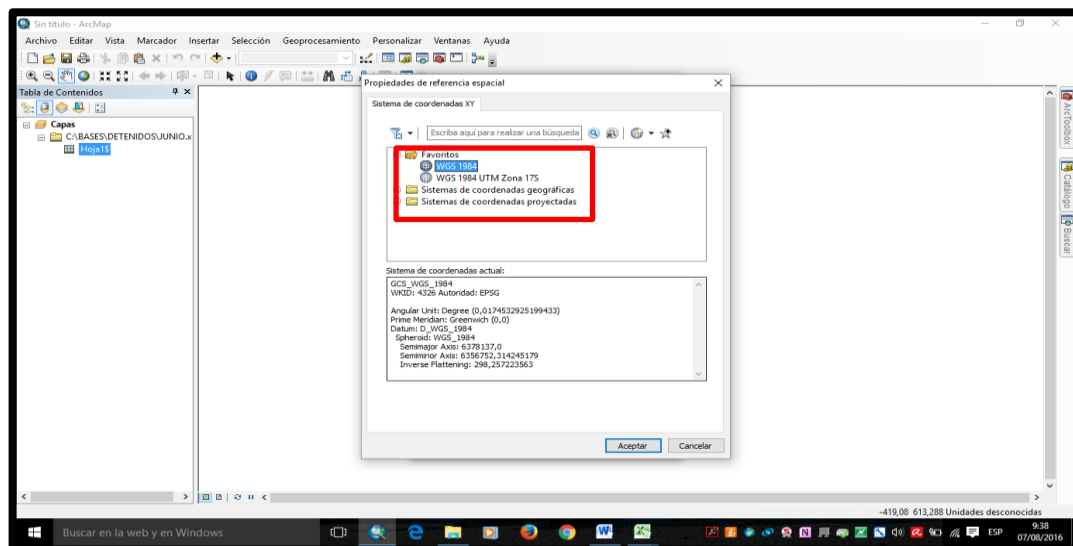 Sin título - ArcMap
Archivo Editar Vista Marcador Insertar Selección Geoprocesamiento Personalizar Ventanas Ayuda
Tabla de Contenidos
Capas
C:\BASES\DETENIDOS\JUNIO.x
Hoja1$
Propiedades de referencia espacial
Sistema de coordenadas XY
Escriba aquí para realizar una búsqueda
Favoritos
WGS 1984
WGS 1984 UTM Zona 17S
Sistemas de coordenadas geográficas
Sistemas de coordenadas proyectadas
Sistema de coordenadas actual:
GCS_WGS_1984
WKID: 4326 Autoridad: EPSG
Angular Unit: Degree (0,0174532925199433)
Prime Meridian: Greenwich (0,0)
Datum: D_WGS_1984
Spheroid: WGS_1984
Semimajor Axis: 6378137,0
Semiminor Axis: 6356752,314245179
Inverse Flattening: 298,257223563
Aceptar Cancelar
ArcToolbox
Catálogo
Buscar
-419,08 613,288 Unidades desconocidas
Buscar en la web y en Windows
ESP
9:38
07/08/2016